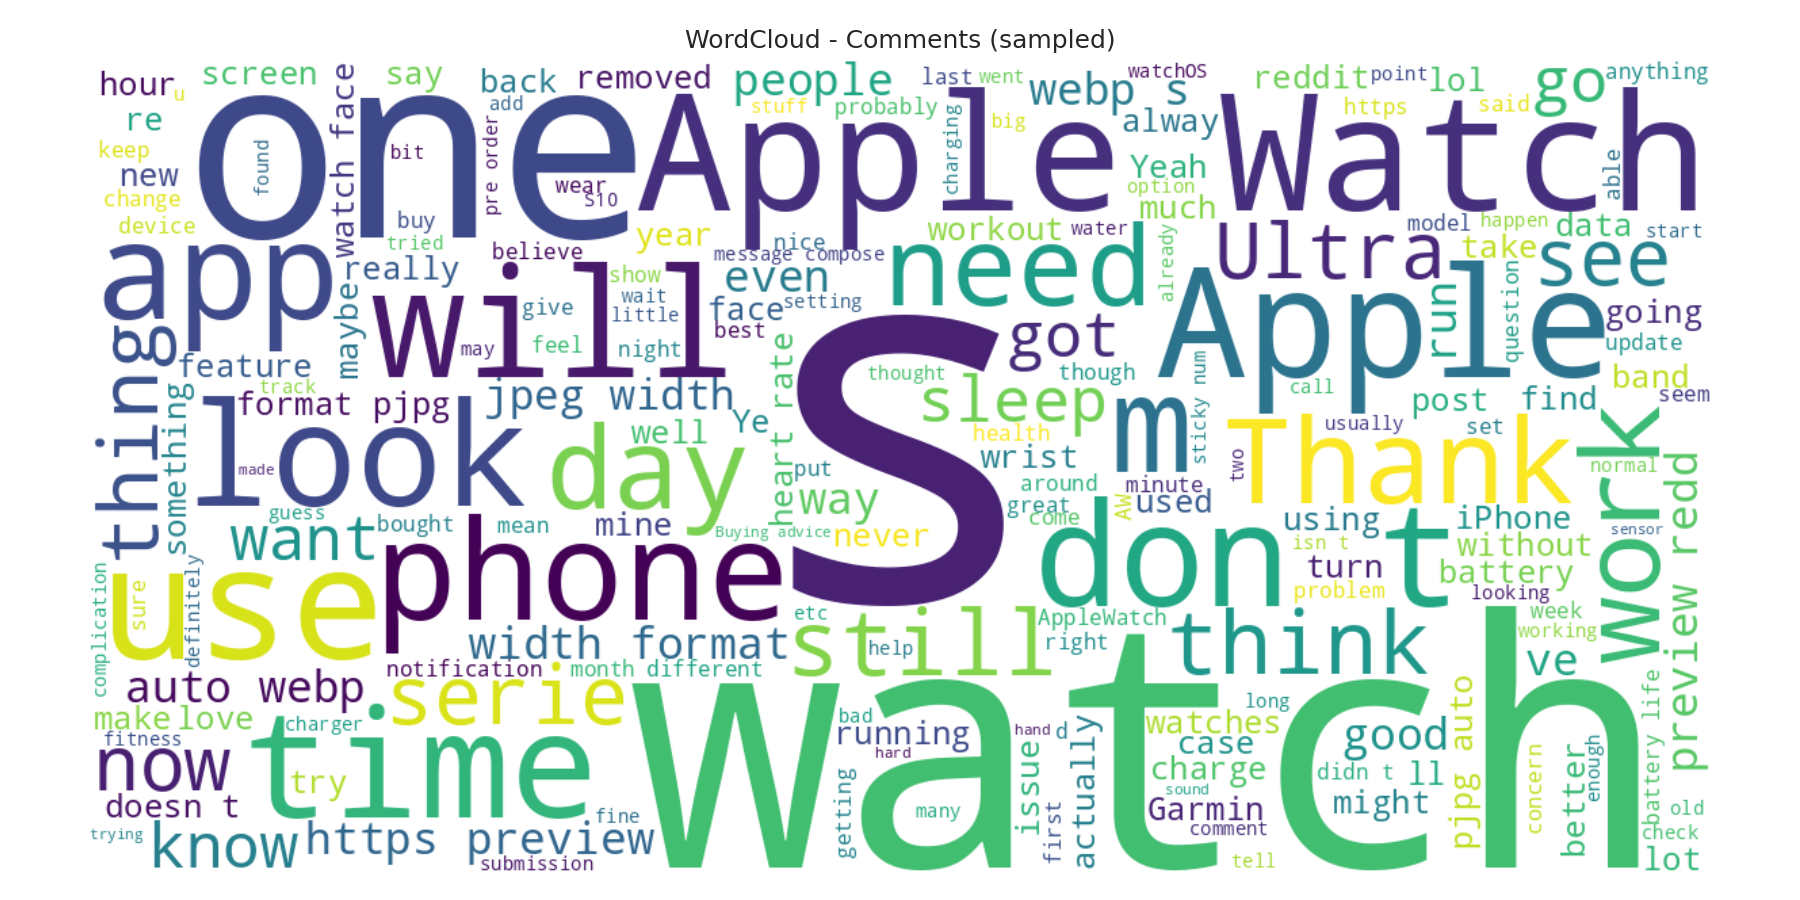 WordCloud - Comments (sampled)
hour
u
screen
say
back
removed
people
last
went
watchOS
webp s
reddit
point
lol
go
anything
re
one
watch face
add
stuff
probably
big
alway
https
said
keep
found
bit
pre order
Apple Watch
charging
Yeah
able
new
wear
S10
option
change
device
buy
tried
year
nice
workout
water
much
Ultra
model
happen
data
start
app
believe
message compose
need
already
take
see
really
show
even
maybe
will
give
wait
little
face
setting
Apple
run
question
going
thing
feature
may
feel
night
best
S
got
update
track
heart rate
thought
though
sticky num
call
band
something
format pjpg
jpeg width
sleep
m
post
find
seem
look
Ye
day
well
health
Thank
usually
set
made
put
wrist
two
work
normal
way
around
minute
guess
want
bought
mean
mine
great
AW
used
using
iPhone
preview redd
phone
Buying advice
never
come
don t
isn t
without
sensor
complication
use
sure
definitely
turn
battery
problem
looking
etc
still
AppleWatch
week
width format
help
right
think
working
auto webp
notification
month different
ve
make
love
charger
serie
Watch
bad
hand
d
long
pjpg auto
battery life
fitness
now
time
running
hard
issue
actually
watches
case
good
try
getting
charge
didn t
ll
concern
better
enough
doesn t
many
sound
Garmin
might
old
trying
know
https preview
fine
first
comment
check
submission
tell
lot